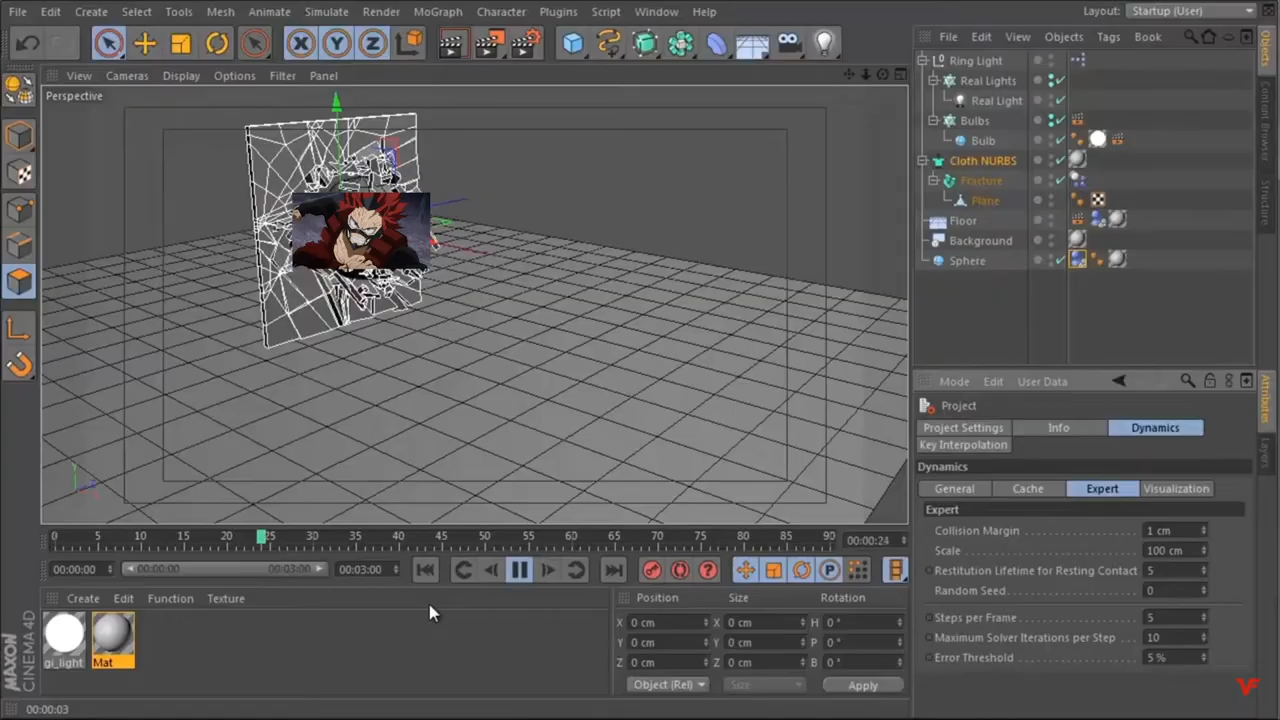 File Edit Create Select Tools Mesh Animate Simulate Render MoGraph Character Plugins Script Window Help Layout: Startup (User)
X Y Z
File Edit View Objects Tags Book
View Cameras Display Options Filter Panel
Perspective
Ring Light
Real Lights
Real Light
Bulbs
Bulb
Cloth NURBS
Fracture
Plane
Floor
Background
Sphere
Objects
Content Browser
Structure
Mode Edit User Data
Project
Project Settings Info Dynamics
Key Interpolation
Dynamics
General Cache Expert Visualization
Expert
Collision Margin 1 cm
Scale 100 cm
Restitution Lifetime for Resting Contact 5
Random Seed 0
Steps per Frame 5
Maximum Solver Iterations per Step 10
Error Threshold 5 %
Attributes
Layers
0 5 10 15 20 25 30 35 40 45 50 55 60 65 70 75 80 85 90 00:00:24
00:00:00 00:00:00 00:03:00 00:03:00 ? P
Create Edit Function Texture
gi_light Mat
Position Size Rotation
X 0 cm X 0 cm H 0 °
Y 0 cm Y 0 cm P 0 °
Z 0 cm Z 0 cm B 0 °
Object (Rel) Size Apply
MAXON
CINEMA 4D
00:00:03
VF